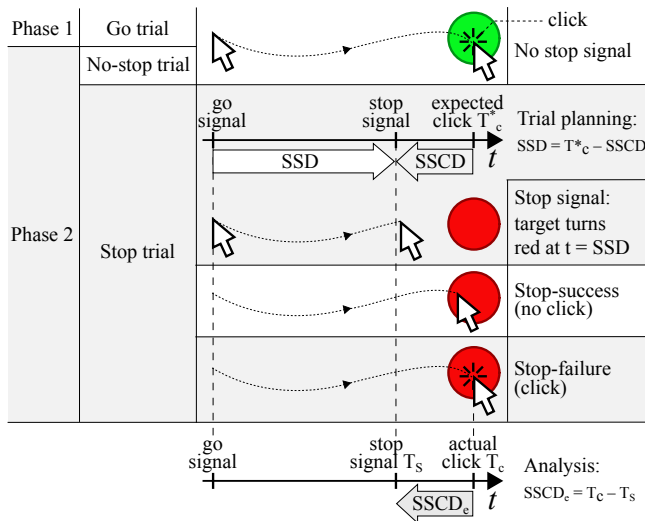 Phase 1
Go trial
click
No-stop trial
No stop signal
Phase 2
Stop trial
go
signal
stop
signal
expected
click T*c
t
SSD
SSCD
Trial planning:
SSD = T*c – SSCD
Stop signal:
target turns
red at t = SSD
Stop-success
(no click)
Stop-failure
(click)
go
signal
stop
signal Ts
actual
click Tc
t
SSCDe
Analysis:
SSCDe = Tc – Ts